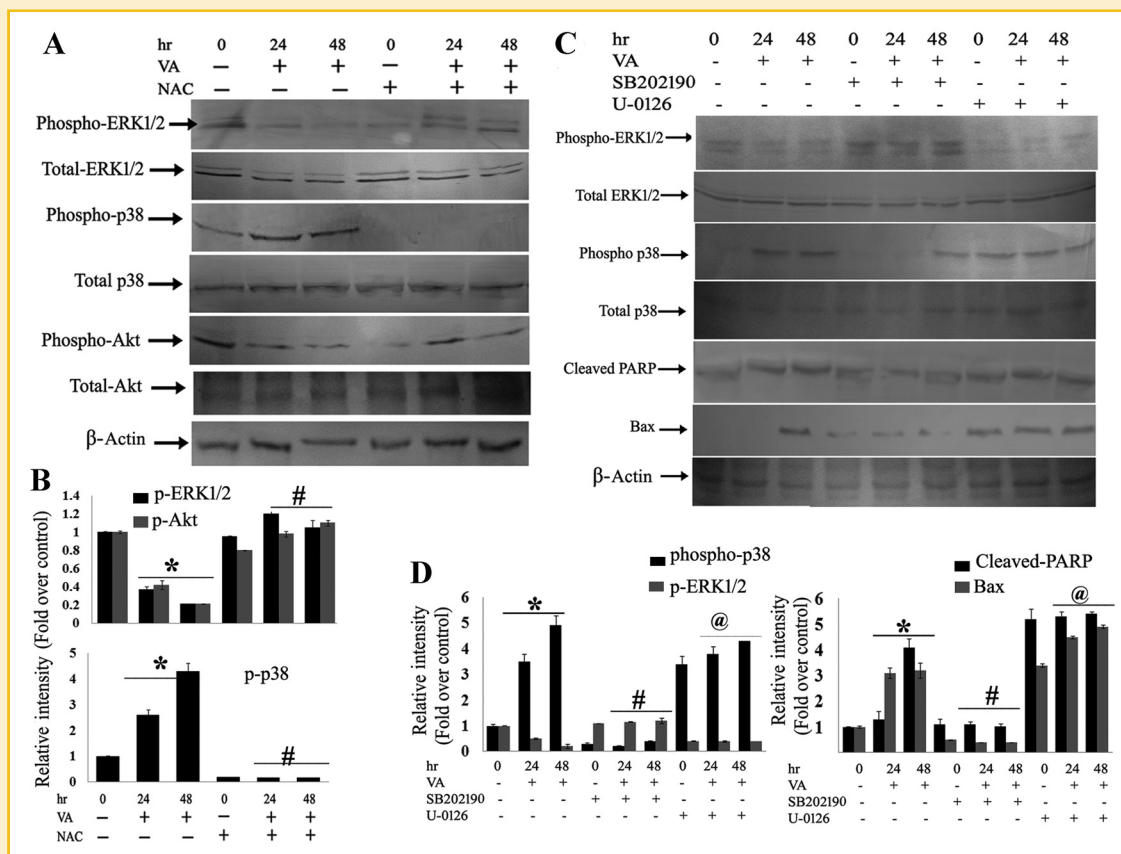 A
hr 0 24 48 0 24 48
VA – + + – + +
NAC – – – + + +
Phospho-ERK1/2
Total-ERK1/2
Phospho-p38
Total p38
Phospho-Akt
Total-Akt
β-Actin
B
p-ERK1/2
p-Akt
Relative intensity (Fold over control)
1.4
1.2
1
0.8
0.6
0.4
0.2
*
#
p-p38
5
4
3
2
1
0
*
#
hr 0 24 48 0 24 48
VA – + + – + +
NAC – – – + + +
C
hr 0 24 48 0 24 48 0 24 48
VA - + + - + + - + +
SB202190 - - - + + + - - -
U-0126 - - - - - - + + +
Phospho-ERK1/2
Total ERK1/2
Phospho p38
Total p38
Cleaved PARP
Bax
β-Actin
D
phospho-p38
p-ERK1/2
Relative intensity
(Fold over control)
6
5
4
3
2
1
0
*
#
@
hr 0 24 48 0 24 48 0 24 48
VA - + + - + + - + +
SB202190 - - - + + + - - -
U-0126 - - - - - - + + +
Cleaved-PARP
Bax
Relative intensity
(Fold over control)
6
5
4
3
2
1
*
#
@
hr 0 24 48 0 24 48 0 24 48
VA - + + - + + - + +
SB202190 - - - + + + - - -
U-0126 - - - - - - + + +